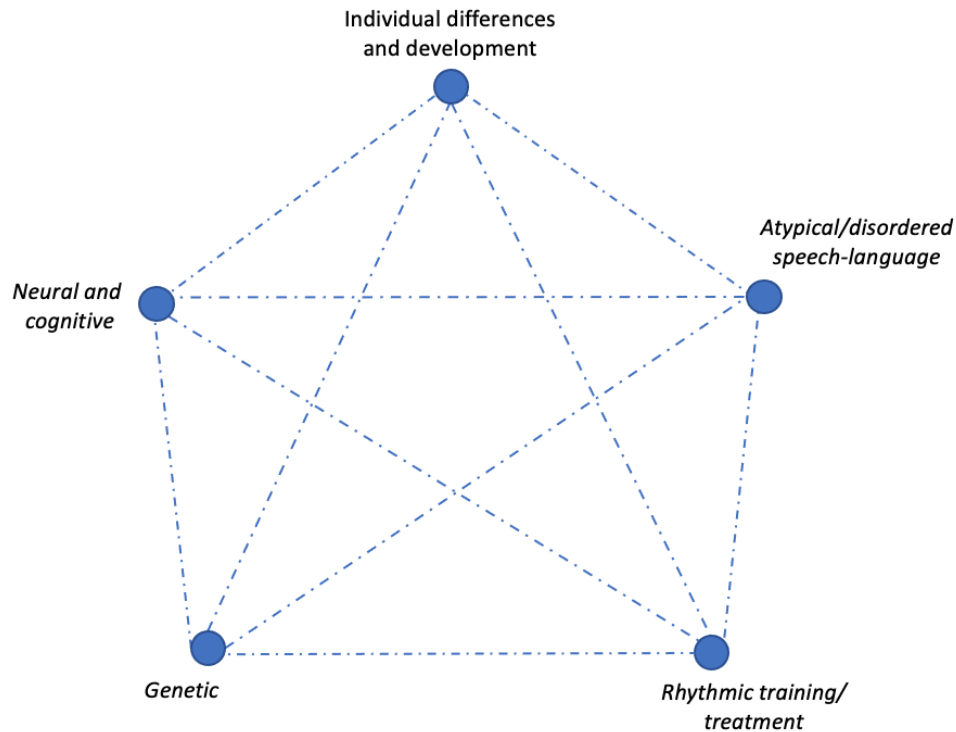 Individual differences
and development
Atypical/disordered
speech-language
Neural and
cognitive
Genetic
Rhythmic training/
treatment